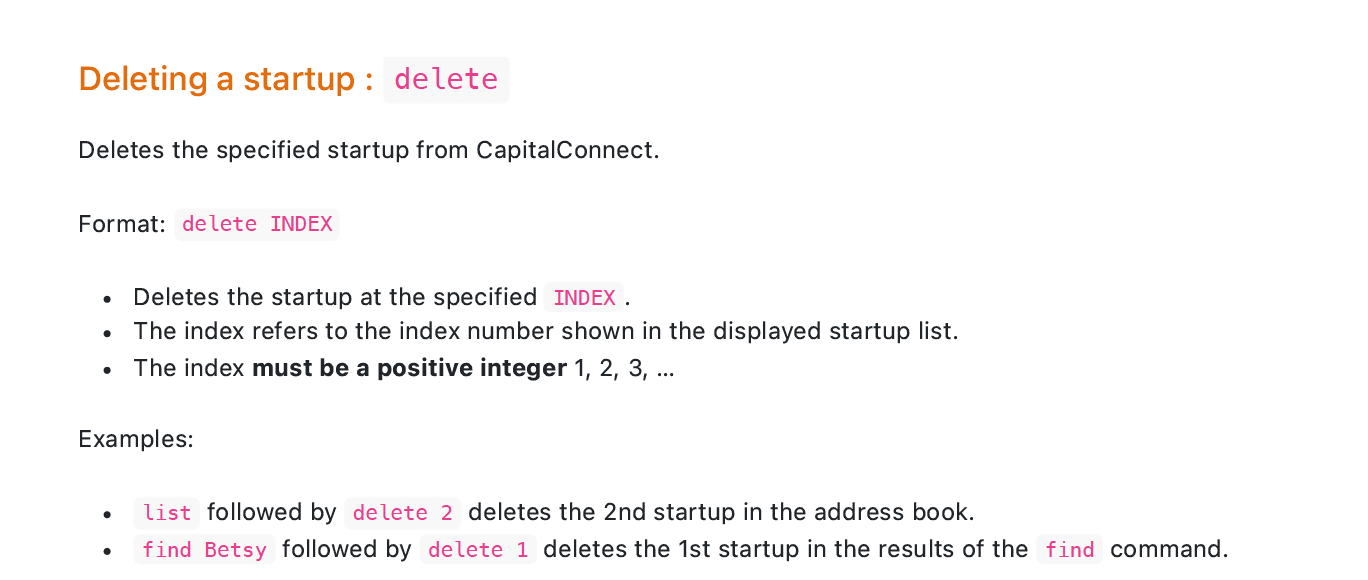 Deleting a startup : delete
Deletes the specified startup from CapitalConnect.
Format: delete INDEX
• Deletes the startup at the specified INDEX.
• The index refers to the index number shown in the displayed startup list.
• The index must be a positive integer 1, 2, 3, …
Examples:
• list followed by delete 2 deletes the 2nd startup in the address book.
• find Betsy followed by delete 1 deletes the 1st startup in the results of the find command.